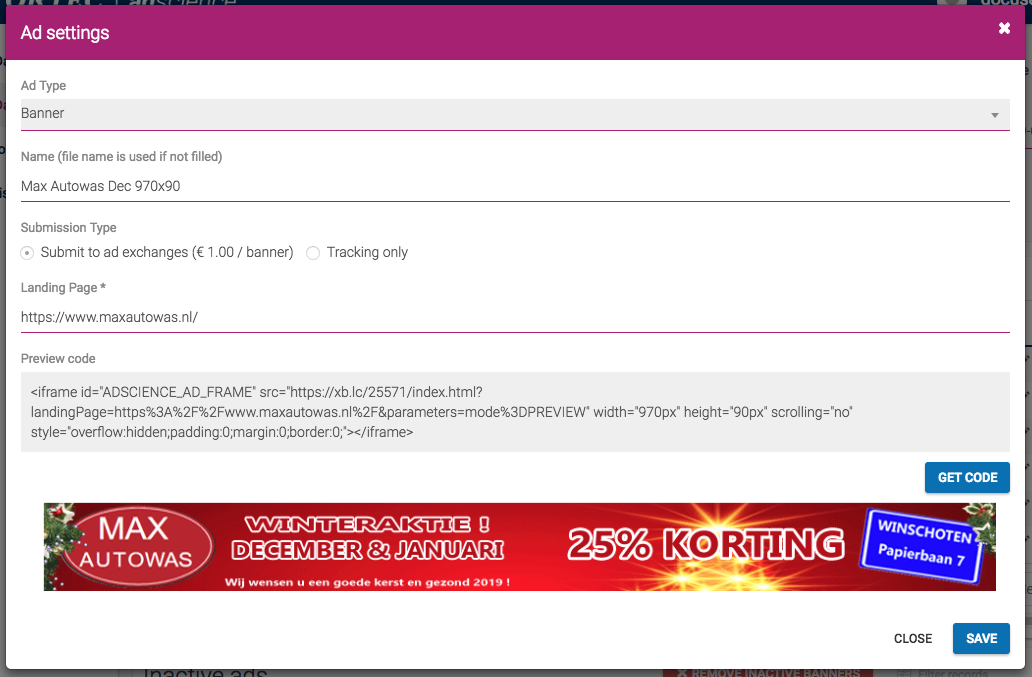 adscience
Ad settings
Ad Type
Banner
Name (file name is used if not filled)
Max Autowas Dec 970x90
Submission Type
Submit to ad exchanges (€ 1.00 / banner) Tracking only
Landing Page *
https://www.maxautowas.nl/
Preview code
<iframe id="ADSCIENCE_AD_FRAME" src="https://xb.lc/25571/index.html?
landingPage=https%3A%2F%2Fwww.maxautowas.nl%2F&parameters=mode%3DPREVIEW" width="970px" height="90px" scrolling="no"
style="overflow:hidden;padding:0;margin:0;border:0;"></iframe>
GET CODE
MAX
AUTOWAS
WINTERAKTIE !
DECEMBER & JANUARI
Wij wensen u een goede kerst en gezond 2019 !
25% KORTING
WINSCHOTEN
Papierbaan 7
CLOSE SAVE
Inactive ads
REMOVE INACTIVE BANNERS
Filter records